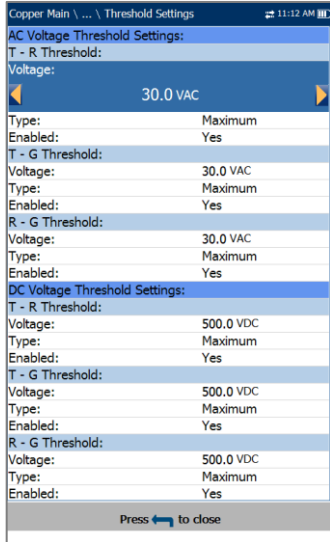 Copper Main \ ... \ Threshold Settings 11:12 AM
AC Voltage Threshold Settings:
T - R Threshold:
Voltage:
30.0 VAC
Type: Maximum
Enabled: Yes
T - G Threshold:
Voltage: 30.0 VAC
Type: Maximum
Enabled: Yes
R - G Threshold:
Voltage: 30.0 VAC
Type: Maximum
Enabled: Yes
DC Voltage Threshold Settings:
T - R Threshold:
Voltage: 500.0 VDC
Type: Maximum
Enabled: Yes
T - G Threshold:
Voltage: 500.0 VDC
Type: Maximum
Enabled: Yes
R - G Threshold:
Voltage: 500.0 VDC
Type: Maximum
Enabled: Yes
Press to close